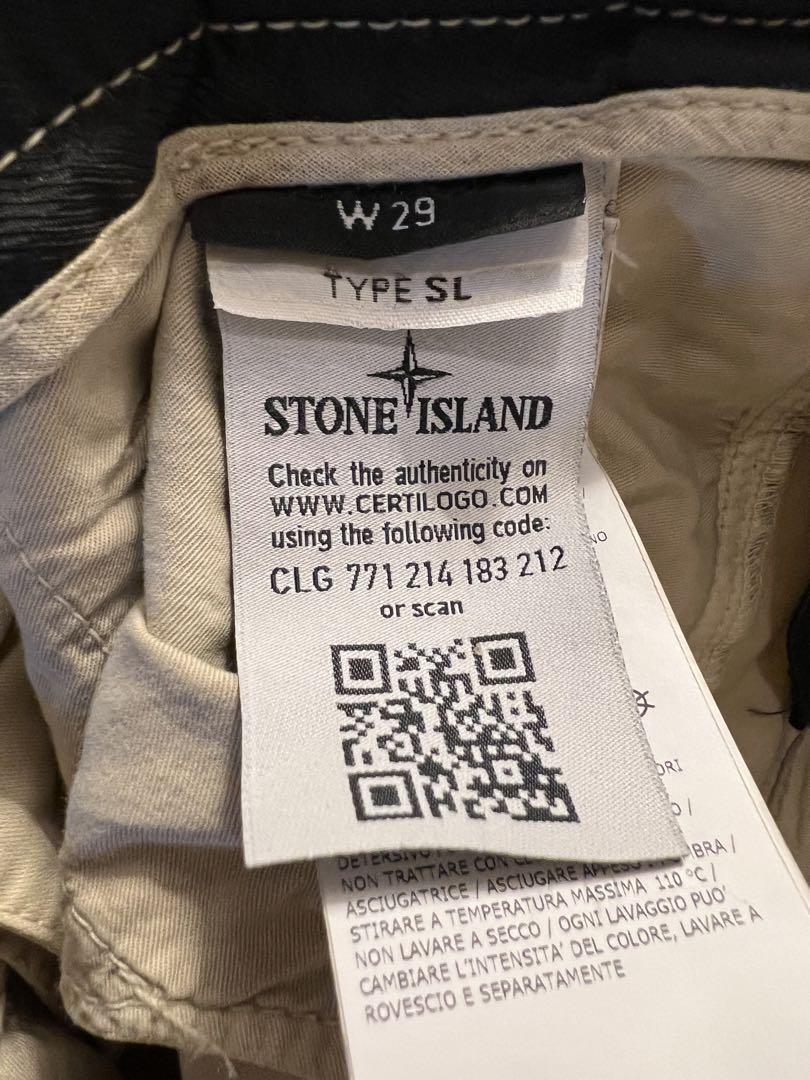 W 29
TYPE SL
STONE ISLAND
Check the authenticity on
WWW.CERTILOGO.COM
using the following code:
CLG 771 214 183 212
or scan
NON TRATTARE CON
BRA /
ASCIUGATRICE / ASCIUGARE APPESO
STIRARE A TEMPERATURA MASSIMA 110 °C /
NON LAVARE A SECCO / OGNI LAVAGGIO PUO'
CAMBIARE L'INTENSITA' DEL COLORE, LAVARE A
ROVESCIO E SEPARATAMENTE